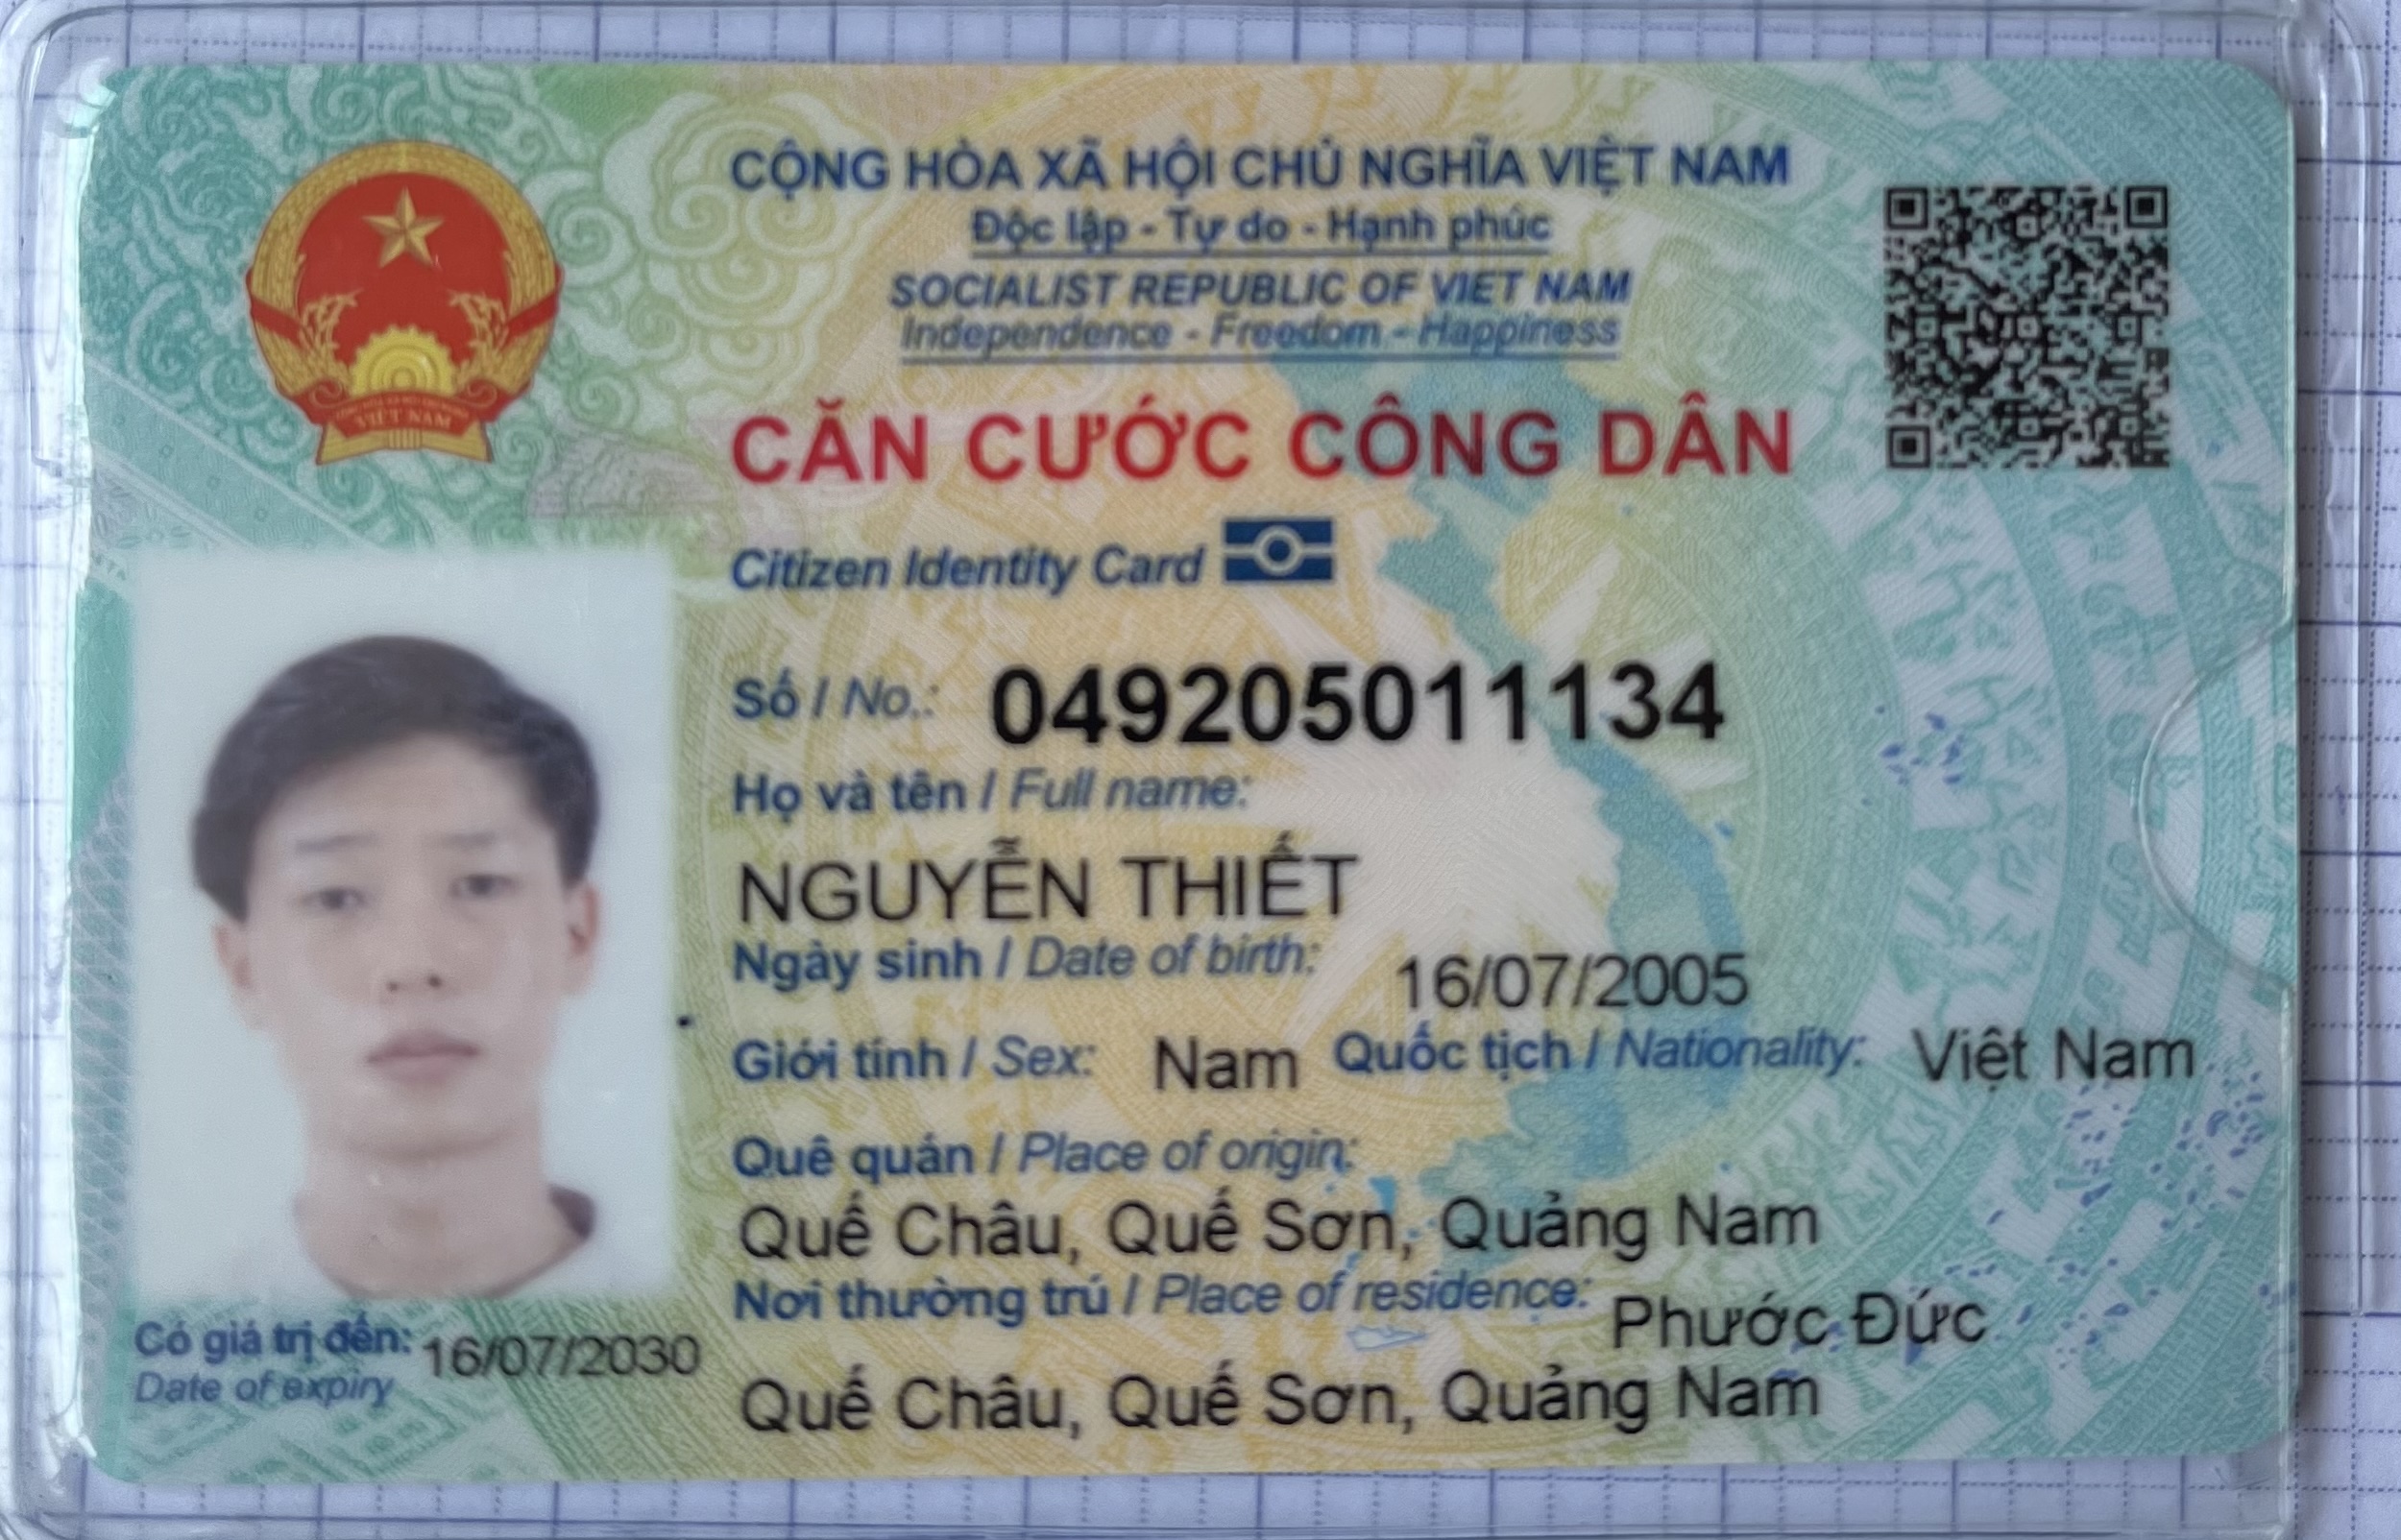 CỘNG HÒA XÃ HỘI CHỦ NGHĨA VIỆT NAM
Độc lập - Tự do - Hạnh phúc
SOCIALIST REPUBLIC OF VIET NAM
Independence - Freedom - Happiness
VIỆT NAM
CĂN CƯỚC CÔNG DÂN
Citizen Identity Card
Số / No.: 049205011134
Họ và tên / Full name:
NGUYỄN THIẾT
Ngày sinh / Date of birth: 16/07/2005
Giới tính / Sex: Nam Quốc tịch / Nationality: Việt Nam
Quê quán / Place of origin:
Quế Châu, Quế Sơn, Quảng Nam
Nơi thường trú / Place of residence: Phước Đức
Quế Châu, Quế Sơn, Quảng Nam
Có giá trị đến: 16/07/2030
Date of expiry